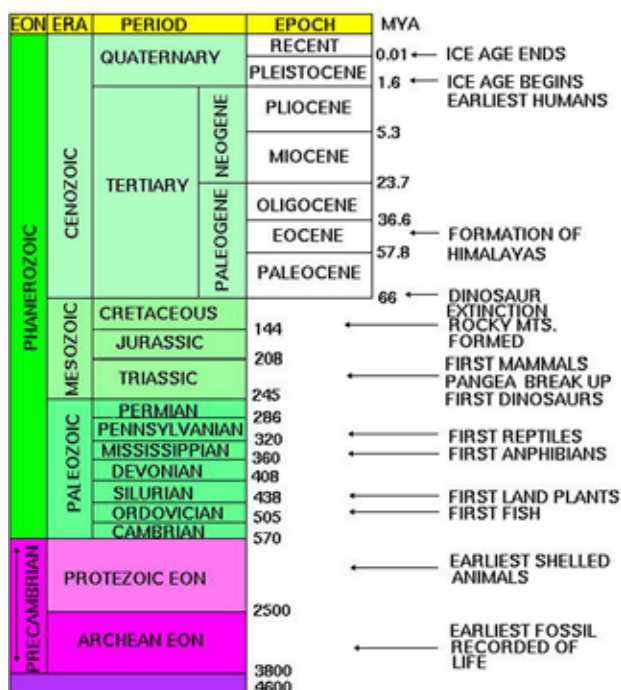 EON ERA PERIOD EPOCH MYA
PHANEROZOIC
PRECAMBRIAN
CENOZOIC
MESOZOIC
PALEOZOIC
QUATERNARY
TERTIARY
NEOGENE
PALEOGENE
RECENT
0.01 ICE AGE ENDS
PLEISTOCENE
1.6 ICE AGE BEGINS
EARLIEST HUMANS
PLIOCENE
5.3
MIOCENE
23.7
OLIGOCENE
36.6
EOCENE
FORMATION OF
HIMALAYAS
57.8
PALEOCENE
66 DINOSAUR
EXTINCTION
CRETACEOUS
ROCKY MTS.
FORMED
144
JURASSIC
208
TRIASSIC
FIRST MAMMALS
PANGEA BREAK UP
FIRST DINOSAURS
245
PERMIAN
286
PENNSYLVANIAN FIRST REPTILES
320
MISSISSIPPIAN FIRST ANPHIBIANS
360
DEVONIAN
408
SILURIAN FIRST LAND PLANTS
438
ORDOVICIAN FIRST FISH
505
CAMBRIAN
570
PROTEZOIC EON
EARLIEST SHELLED
ANIMALS
2500
ARCHEAN EON
EARLIEST FOSSIL
RECORDED OF
LIFE
3800
4600